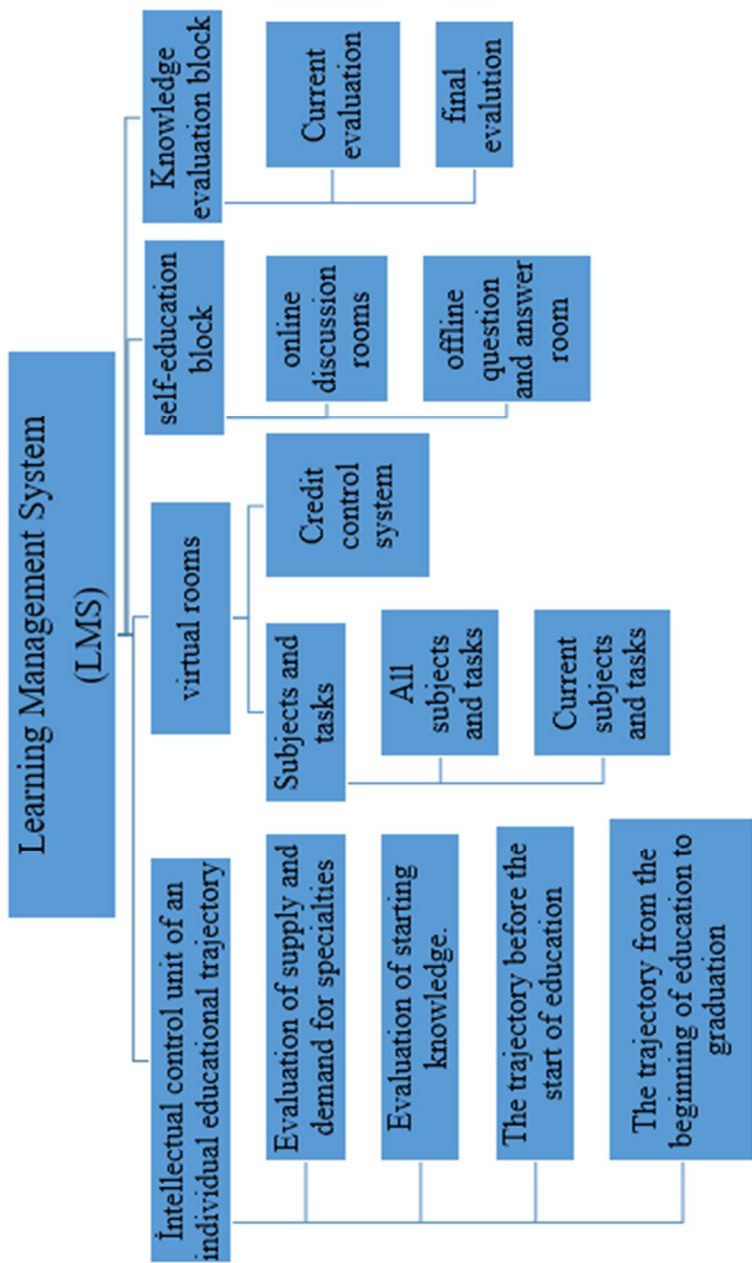 Learning Management System
(LMS)
İntellectual control unit of an
individual educational trajectory
Evaluation of supply and
demand for specialties
Evaluation of starting
knowledge.
The trajectory before the
start of education
The trajectory from the
beginning of education to
graduation
virtual rooms
Subjects and
tasks
All
subjects
and tasks
Current
subjects
and tasks
Credit
control
system
self-education
block
online
discussion
rooms
offline
question
and answer
room
Knowledge
evaluation block
Current
evaluation
final
evalution